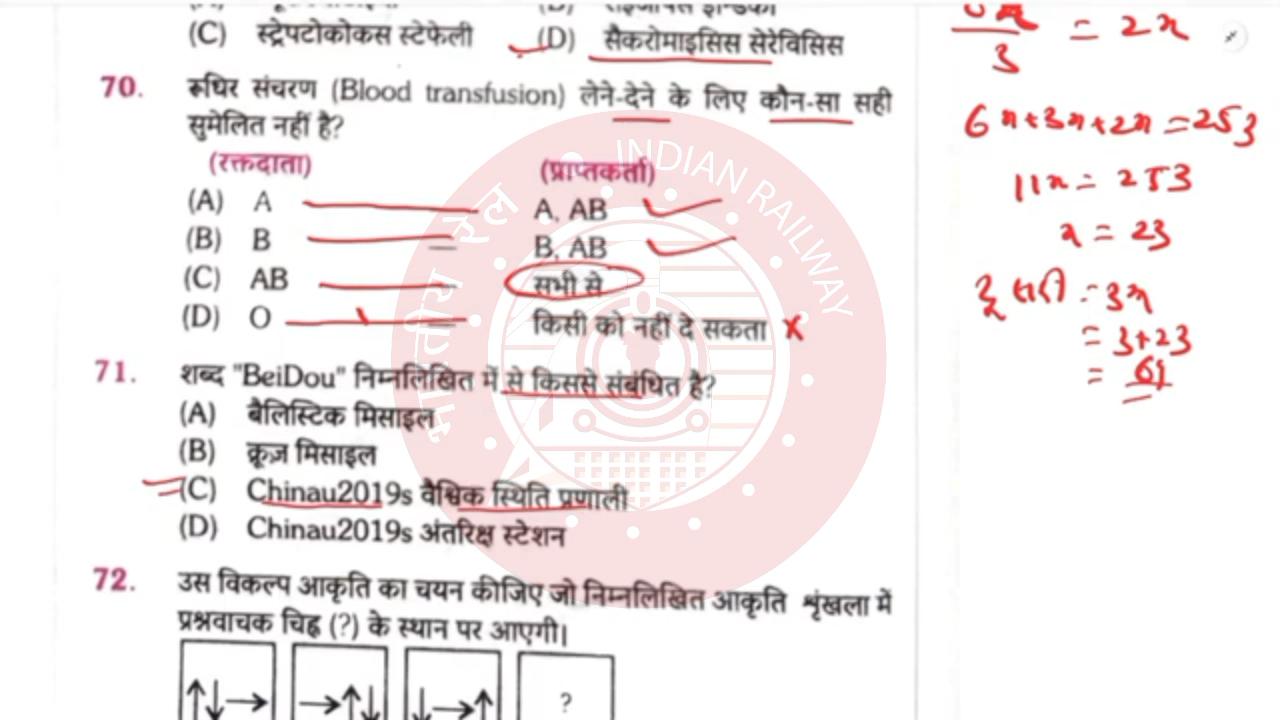 (C) स्ट्रेपटोकोकस स्टेफेली (D) सैकरोमाइसिस सेरेविसिस
70. रूधिर संचरण (Blood transfusion) लेने-देने के लिए कौन-सा सही
सुमेलित नहीं है?
(रक्तदाता) (प्राप्तकर्ता)
(A) A A, AB
(B) B B, AB
(C) AB सभी से
(D) O किसी को नहीं दे सकता
71. शब्द "BeiDou" निम्नलिखित में से किससे संबंधित है?
(A) बैलिस्टिक मिसाइल
(B) क्रूज़ मिसाइल
(C) Chinau2019s वैश्विक स्थिति प्रणाली
(D) Chinau2019s अंतरिक्ष स्टेशन
72. उस विकल्प आकृति का चयन कीजिए जो निम्नलिखित आकृति शृंखला में
प्रश्नवाचक चिह्न (?) के स्थान पर आएगी।
?
3 = 2x
6x+3x+2x=253
11x= 253
x = 23
दूसरी = 3x
= 3+23
=
भारतीय रेल INDIAN RAILWAY